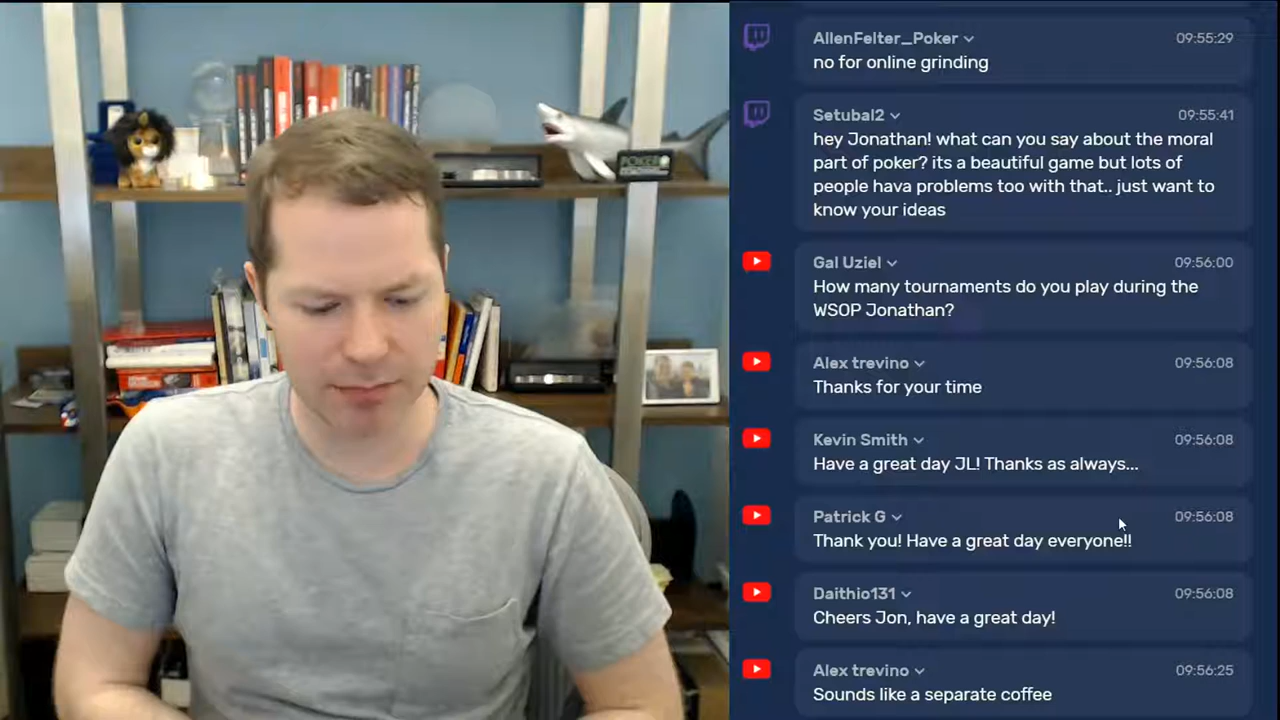 AllenFelter_Poker
09:55:29
no for online grinding
Setubal2
09:55:41
hey Jonathan! what can you say about the moral
part of poker? its a beautiful game but lots of
people hava problems too with that.. just want to
know your ideas
Gal Uziel
09:56:00
How many tournaments do you play during the
WSOP Jonathan?
Alex trevino
09:56:08
Thanks for your time
Kevin Smith
09:56:08
Have a great day JL! Thanks as always...
Patrick G
09:56:08
Thank you! Have a great day everyone!!
Daithio131
09:56:08
Cheers Jon, have a great day!
Alex trevino
09:56:25
Sounds like a separate coffee
POKER